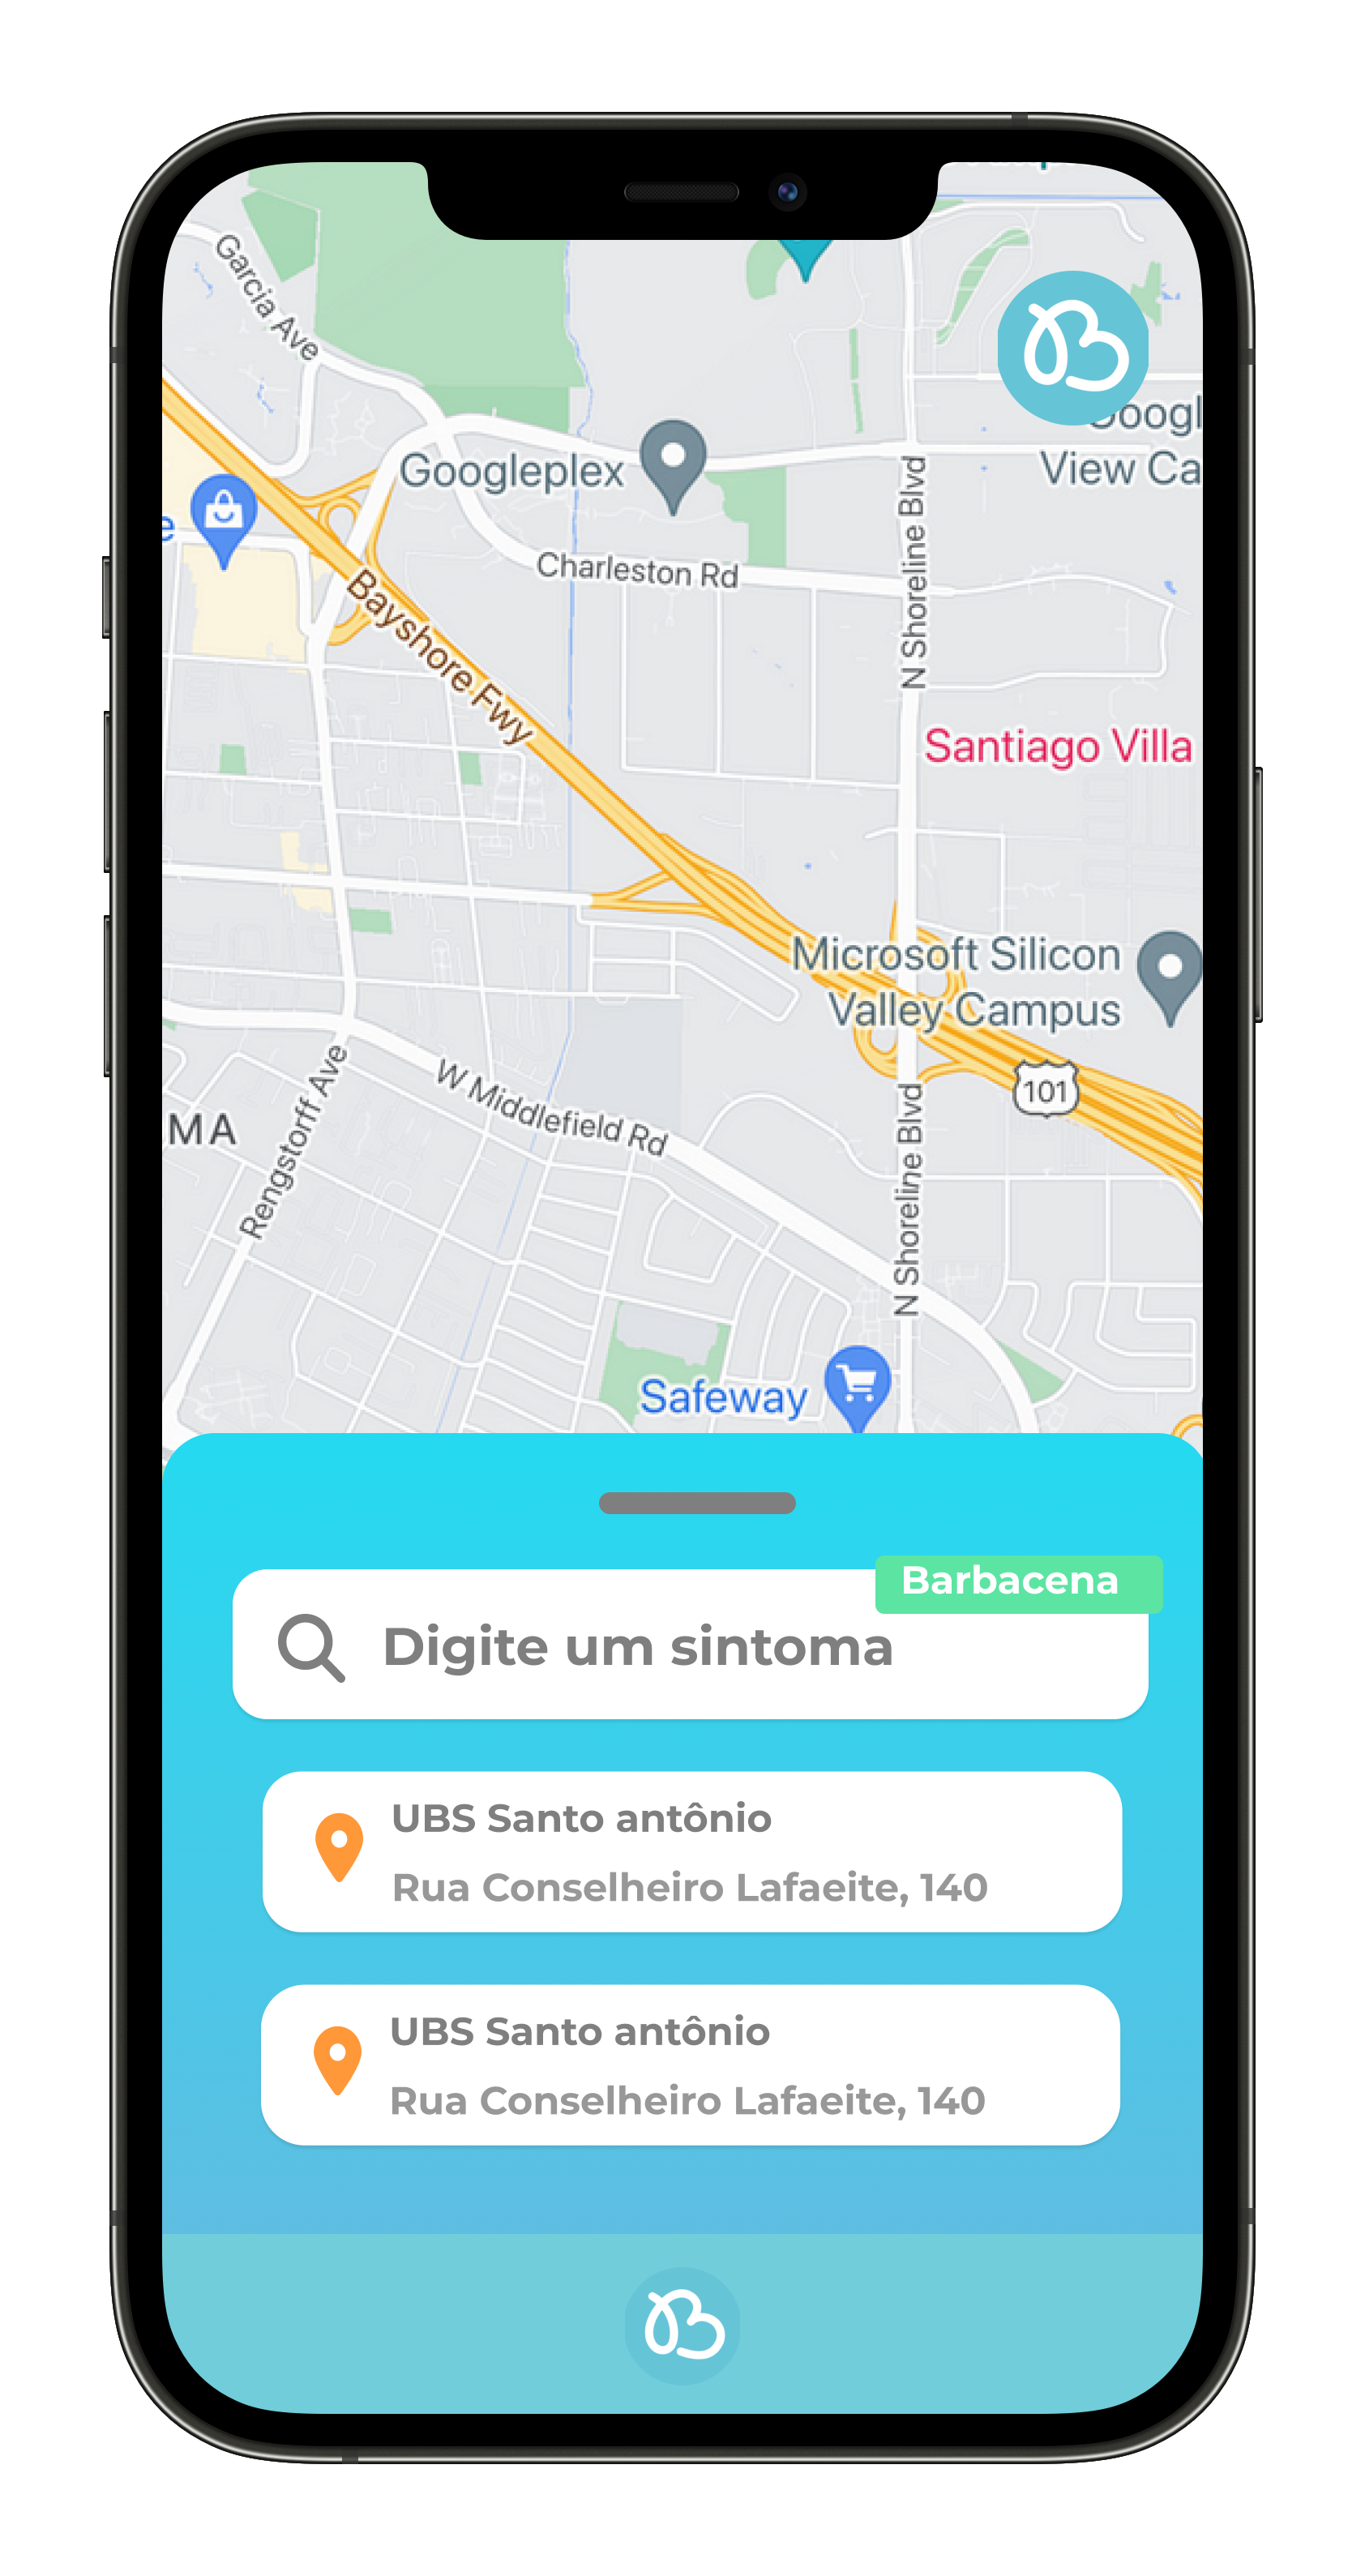 Garcia Ave
Googl
View Ca
Googleplex
e
Charleston Rd
N Shoreline Blvd
Bayshore Fwy
Santiago Villa
Microsoft Silicon
Valley Campus
101
MA
Rengstorff Ave
W Middlefield Rd
N Shoreline Blvd
Safeway
Barbacena
Digite um sintoma
UBS Santo antônio
Rua Conselheiro Lafaeite, 140
UBS Santo antônio
Rua Conselheiro Lafaeite, 140